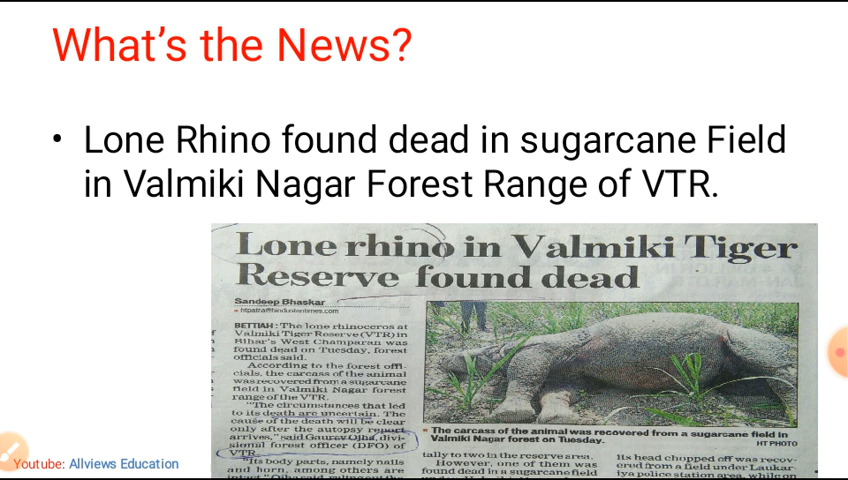 What's the News?
• Lone Rhino found dead in sugarcane Field
in Valmiki Nagar Forest Range of VTR.
Lone rhino in Valmiki Tiger
Reserve found dead
Sandeep Bhaskar
htpatra@hindustantimes.com
BETTIAH: The lone rhinoceros at
Valmiki Tiger Reserve (VTR) in
Bihar's West Champaran was
found dead on Tuesday, forest
officials said.
According to the forest offi-
cials, the carcass of the animal
was recovered from a sugarcane
field in Valmiki Nagar forest
range of the VTR.
"The circumstances that led
to its death are uncertain. The
cause of the death will be clear
only after the autopsy report
arrives," said Gaurav Ojha, divi-
sional forest officer (DFO) of
VTR.
"Its body parts, namely nails
and horn, among others are
The carcass of the animal was recovered from a sugarcane field in
Valmiki Nagar forest on Tuesday.
HT PHOTO
tally to two in the reserve area.
However, one of them was
found dead in a sugarcane field
its head chopped off was recov-
ered from a field under Laukar-
iya police station area, while on
Youtube: Allviews Education